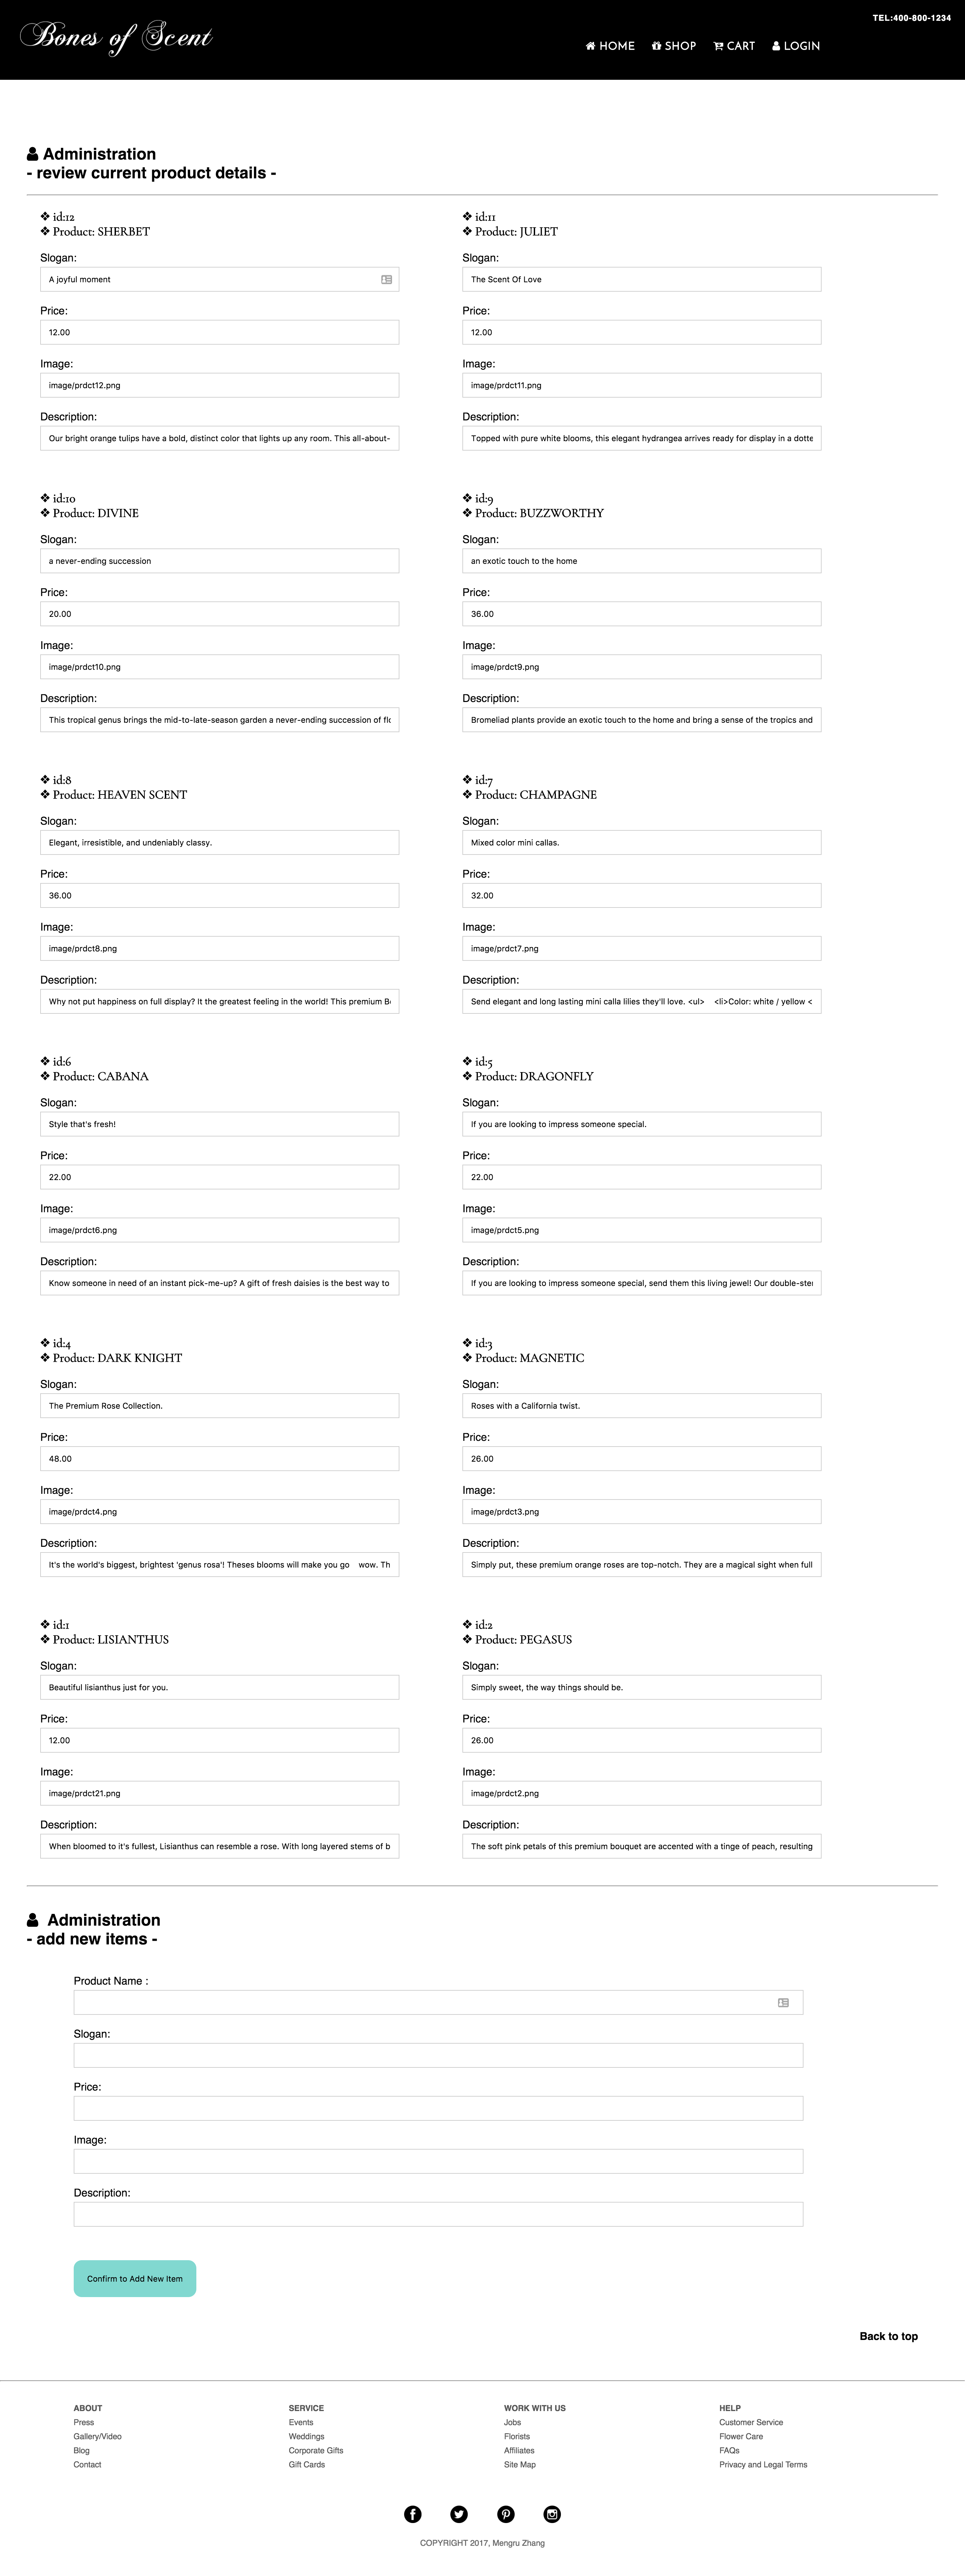 Bones of Scent
TEL:400-800-1234
HOME SHOP CART LOGIN
Administration
- review current product details -
❖ id:12
❖ Product: SHERBET
Slogan:
A joyful moment
Price:
12.00
Image:
image/prdct12.png
Description:
Our bright orange tulips have a bold, distinct color that lights up any room. This all-about-
❖ id:11
❖ Product: JULIET
Slogan:
The Scent Of Love
Price:
12.00
Image:
image/prdct11.png
Description:
Topped with pure white blooms, this elegant hydrangea arrives ready for display in a dotte
❖ id:10
❖ Product: DIVINE
Slogan:
a never-ending succession
Price:
20.00
Image:
image/prdct10.png
Description:
This tropical genus brings the mid-to-late-season garden a never-ending succession of flo
❖ id:9
❖ Product: BUZZWORTHY
Slogan:
an exotic touch to the home
Price:
36.00
Image:
image/prdct9.png
Description:
Bromeliad plants provide an exotic touch to the home and bring a sense of the tropics and
❖ id:8
❖ Product: HEAVEN SCENT
Slogan:
Elegant, irresistible, and undeniably classy.
Price:
36.00
Image:
image/prdct8.png
Description:
Why not put happiness on full display? It the greatest feeling in the world! This premium Be
❖ id:7
❖ Product: CHAMPAGNE
Slogan:
Mixed color mini callas.
Price:
32.00
Image:
image/prdct7.png
Description:
Send elegant and long lasting mini calla lilies they'll love. <ul> <li>Color: white / yellow <
❖ id:6
❖ Product: CABANA
Slogan:
Style that's fresh!
Price:
22.00
Image:
image/prdct6.png
Description:
Know someone in need of an instant pick-me-up? A gift of fresh daisies is the best way to
❖ id:5
❖ Product: DRAGONFLY
Slogan:
If you are looking to impress someone special.
Price:
22.00
Image:
image/prdct5.png
Description:
If you are looking to impress someone special, send them this living jewel! Our double-ster
❖ id:4
❖ Product: DARK KNIGHT
Slogan:
The Premium Rose Collection.
Price:
48.00
Image:
image/prdct4.png
Description:
It's the world's biggest, brightest 'genus rosa'! Theses blooms will make you go wow. Th
❖ id:3
❖ Product: MAGNETIC
Slogan:
Roses with a California twist.
Price:
26.00
Image:
image/prdct3.png
Description:
Simply put, these premium orange roses are top-notch. They are a magical sight when full
❖ id:1
❖ Product: LISIANTHUS
Slogan:
Beautiful lisianthus just for you.
Price:
12.00
Image:
image/prdct21.png
Description:
When bloomed to it's fullest, Lisianthus can resemble a rose. With long layered stems of b
❖ id:2
❖ Product: PEGASUS
Slogan:
Simply sweet, the way things should be.
Price:
26.00
Image:
image/prdct2.png
Description:
The soft pink petals of this premium bouquet are accented with a tinge of peach, resulting
Administration
- add new items -
Product Name :
Slogan:
Price:
Image:
Description:
Confirm to Add New Item
Back to top
ABOUT
Press
Gallery/Video
Blog
Contact
SERVICE
Events
Weddings
Corporate Gifts
Gift Cards
WORK WITH US
Jobs
Florists
Affiliates
Site Map
HELP
Customer Service
Flower Care
FAQs
Privacy and Legal Terms
COPYRIGHT 2017, Mengru Zhang